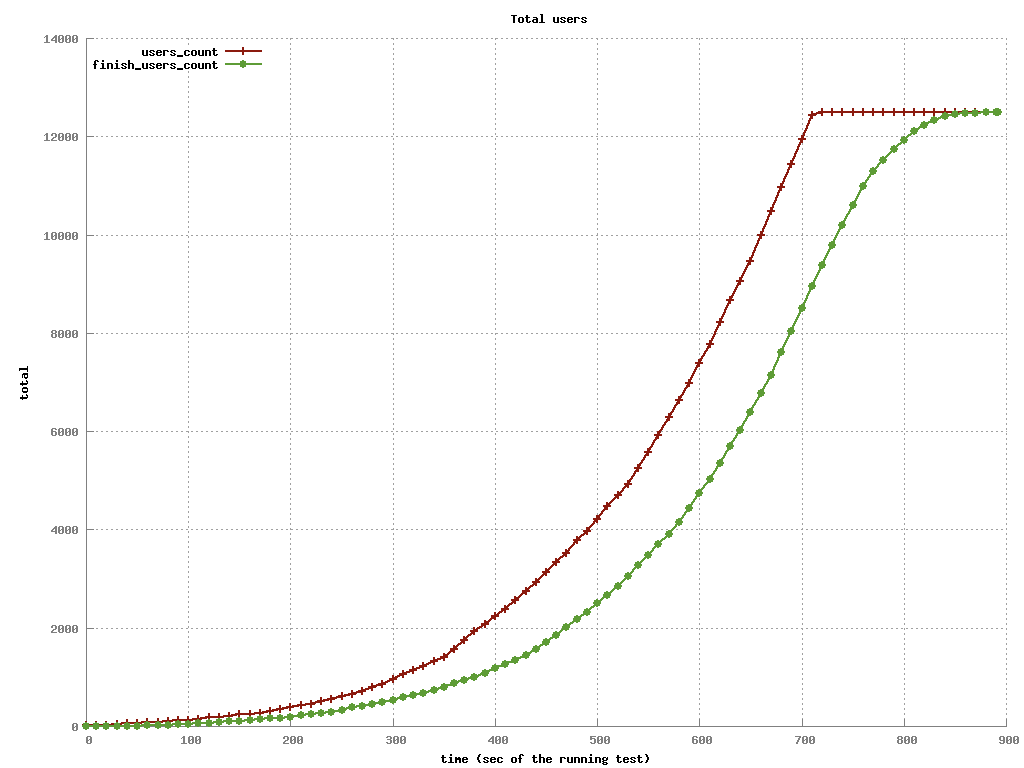 Total users
14000
users_count
finish_users_count
12000
10000
8000
total
6000
4000
2000
0
0 100 200 300 400 500 600 700 800 900
time (sec of the running test)